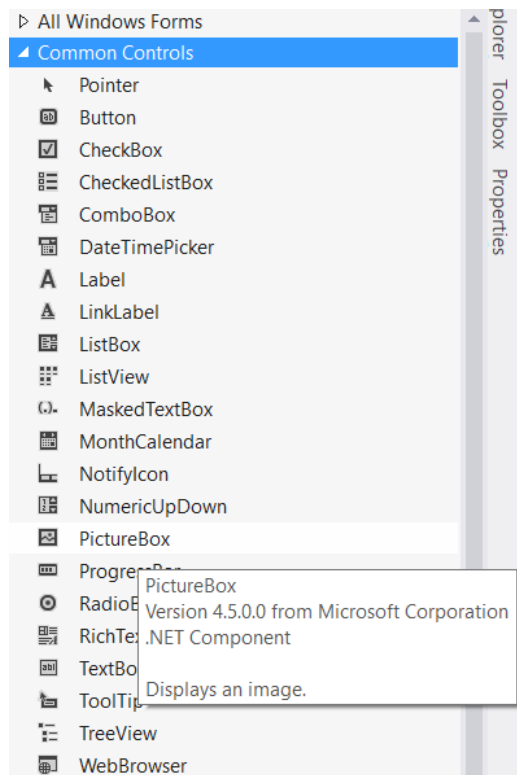 All Windows Forms
Common Controls
Pointer
Button
CheckBox
CheckedListBox
ComboBox
DateTimePicker
Label
LinkLabel
ListBox
ListView
MaskedTextBox
MonthCalendar
NotifyIcon
NumericUpDown
PictureBox
PictureBox
Version 4.5.0.0 from Microsoft Corporation
.NET Component
Displays an image.
ToolTip
TreeView
WebBrowser
plorer
Toolbox
Properties